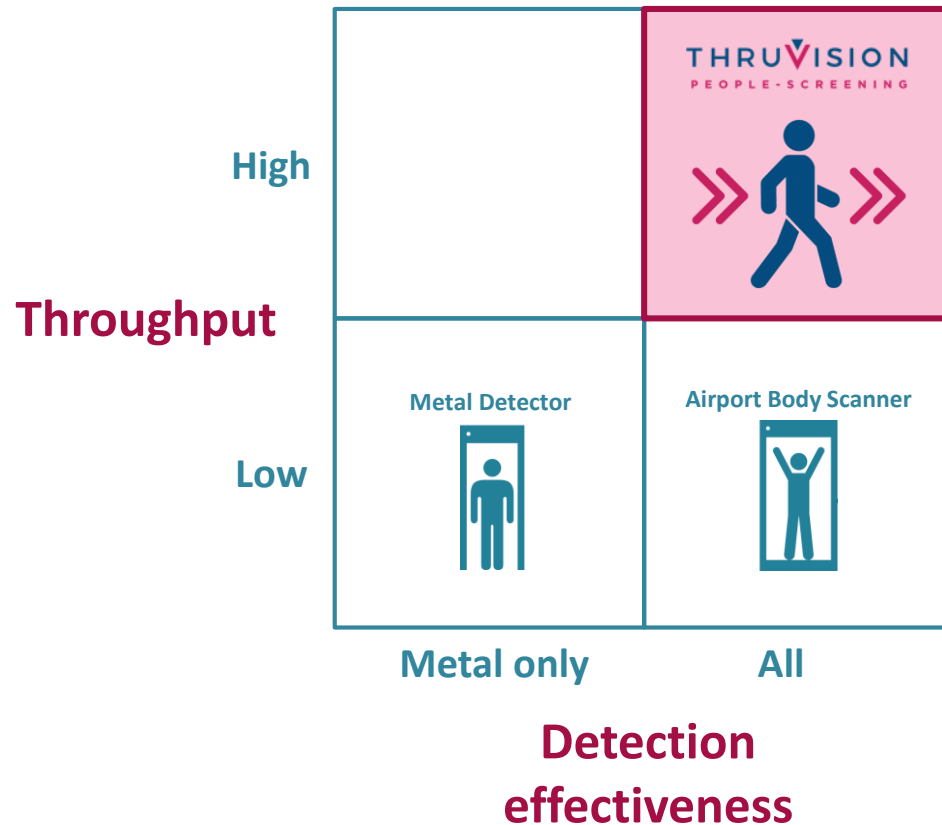 THRUVISION
PEOPLE-SCREENING
High
Throughput
Metal Detector
Airport Body Scanner
Low
Metal only
All
Detection
effectiveness